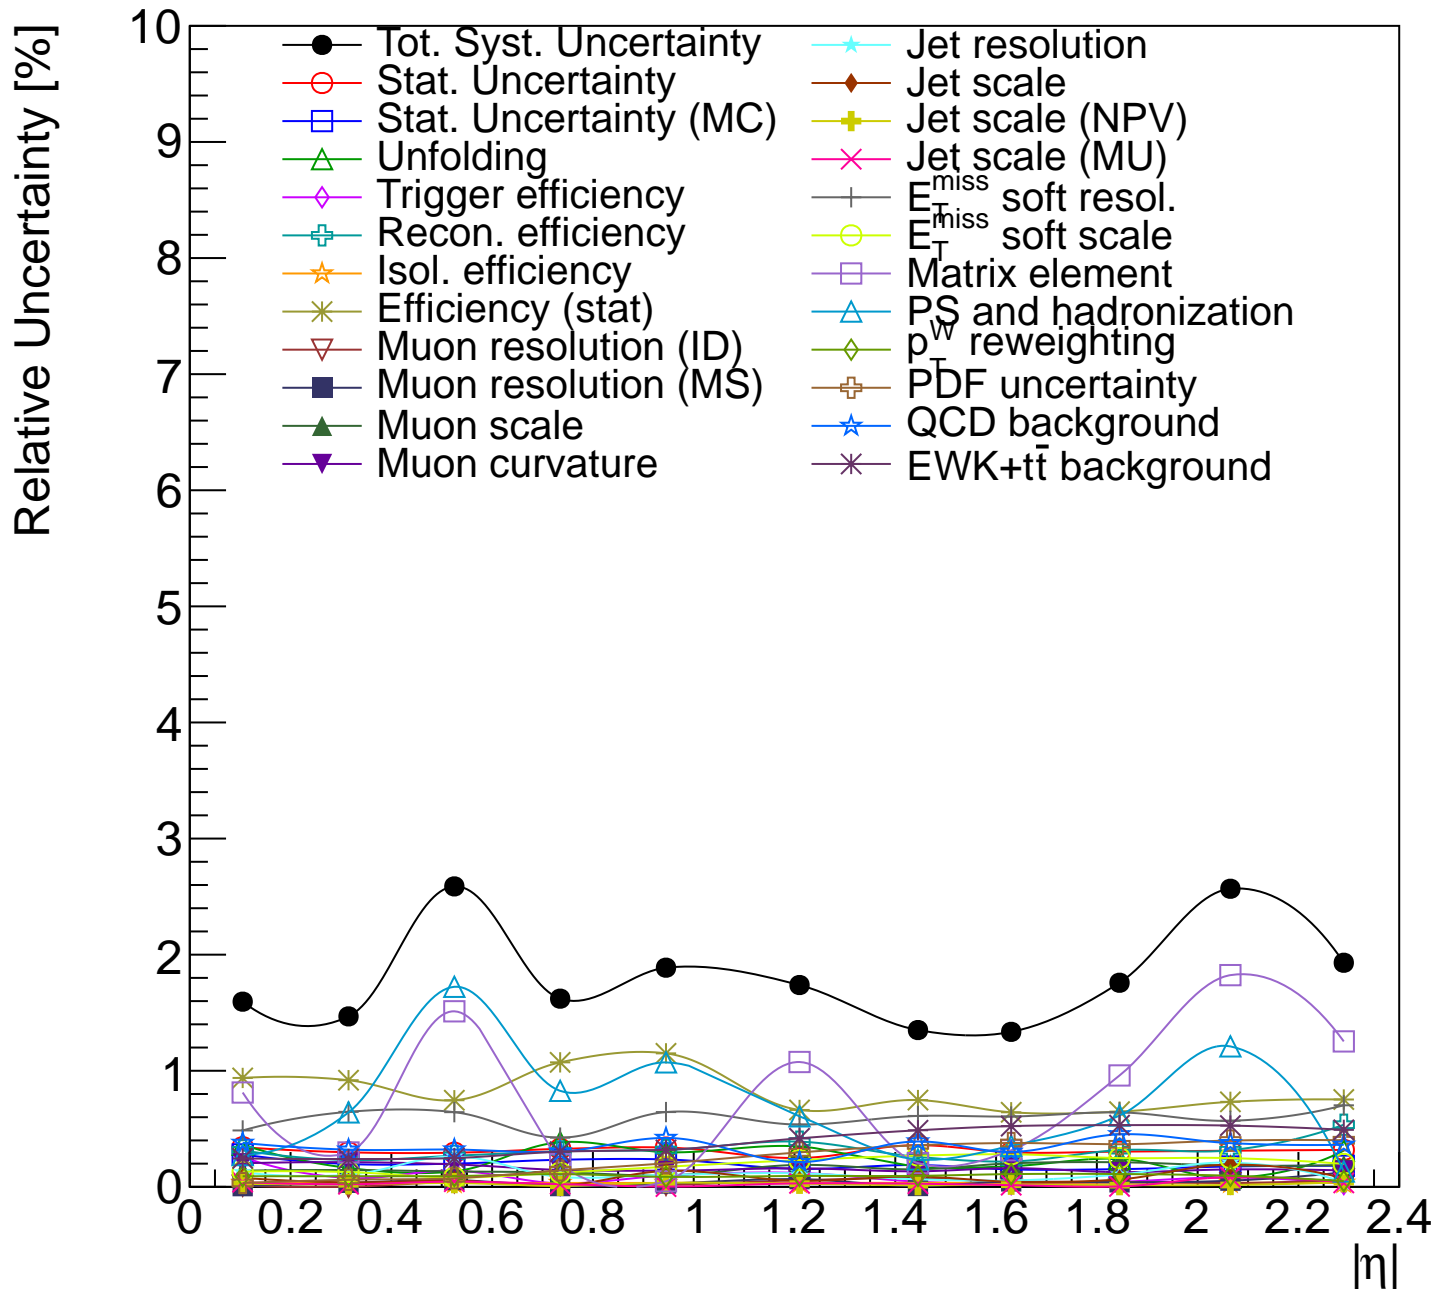 Relative Uncertainty [%]
10
9
8
7
6
5
4
3
2
1
0
Tot. Syst. Uncertainty
Stat. Uncertainty
Stat. Uncertainty (MC)
Unfolding
Trigger efficiency
Recon. efficiency
Isol. efficiency
Efficiency (stat)
Muon resolution (ID)
Muon resolution (MS)
Muon scale
Muon curvature
Jet resolution
Jet scale
Jet scale (NPV)
Jet scale (MU)
E_T^miss soft resol.
E_T^miss soft scale
Matrix element
PS and hadronization
p_T^W reweighting
PDF uncertainty
QCD background
EWK+tt̄ background
0 0.2 0.4 0.6 0.8 1 1.2 1.4 1.6 1.8 2 2.2 2.4
|η|